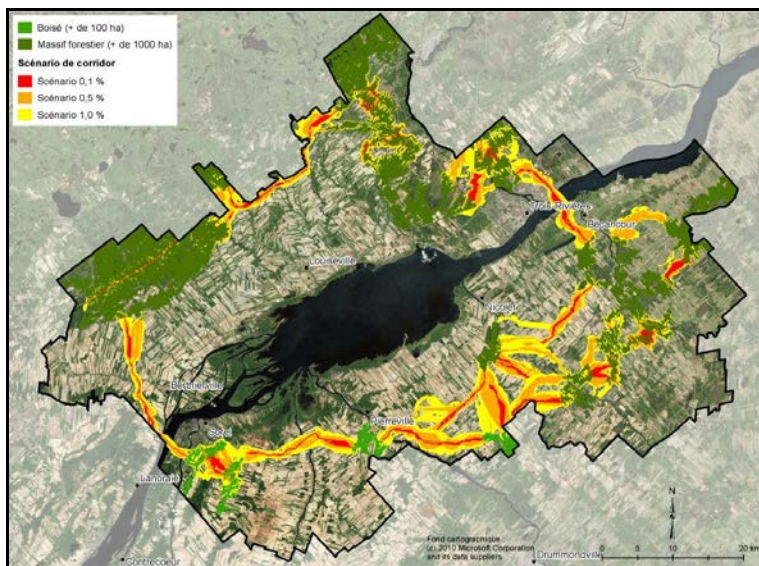 Boisé (+ de 100 ha)
Massif forestier (+ de 1000 ha)
Scénario de corridor
Scénario 0,1 %
Scénario 0,5 %
Scénario 1,0 %
Trois-Rivières
Bécancour
Louiseville
Nicolet
Berthierville
Pierreville
Sorel
Lanoraie
Contrecoeur
Drummondville
Fond cartographique
(c) 2010 Microsoft Corporation
and its data suppliers
N
0 5 10 20 km